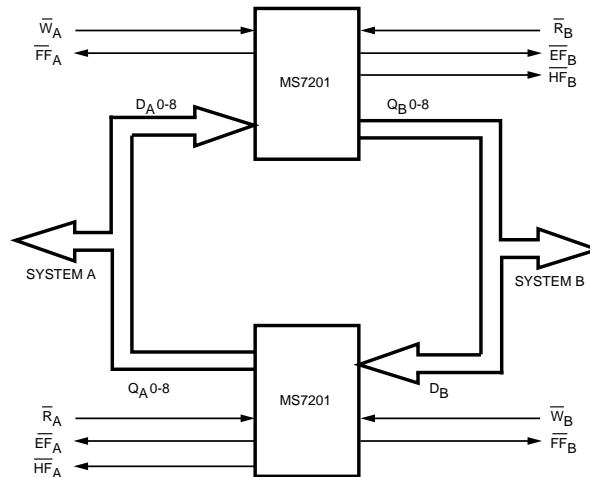 W̅A R̅B
F̅F̅A E̅F̅B
MS7201 H̅F̅B
DA 0-8 QB 0-8
SYSTEM A SYSTEM B
QA 0-8 MS7201 DB
R̅A W̅B
E̅F̅A F̅F̅B
H̅F̅A